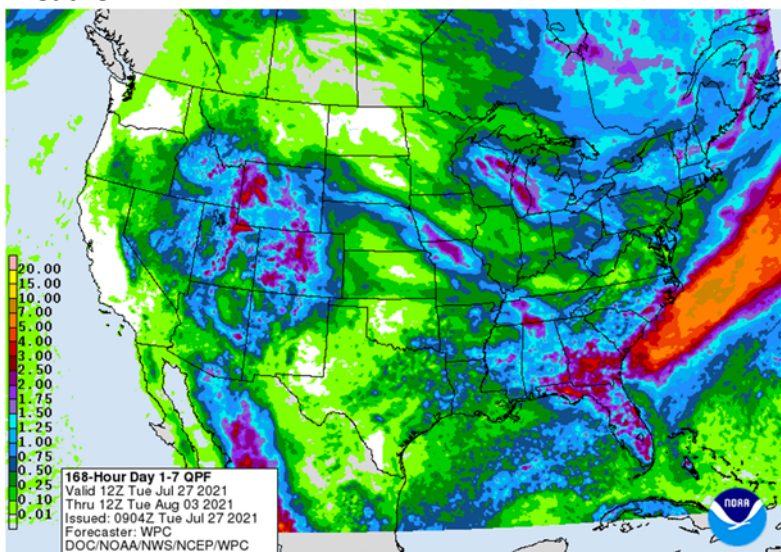 20.00
15.00
10.00
7.00
5.00
4.00
3.00
2.50
2.00
1.75
1.50
1.25
1.00
0.75
0.50
0.25
0.10
0.01
168-Hour Day 1-7 QPF
Valid 12Z Tue Jul 27 2021
Thru 12Z Tue Aug 03 2021
Issued: 0904Z Tue Jul 27 2021
Forecaster: WPC
DOC/NOAA/NWS/NCEP/WPC
NOAA